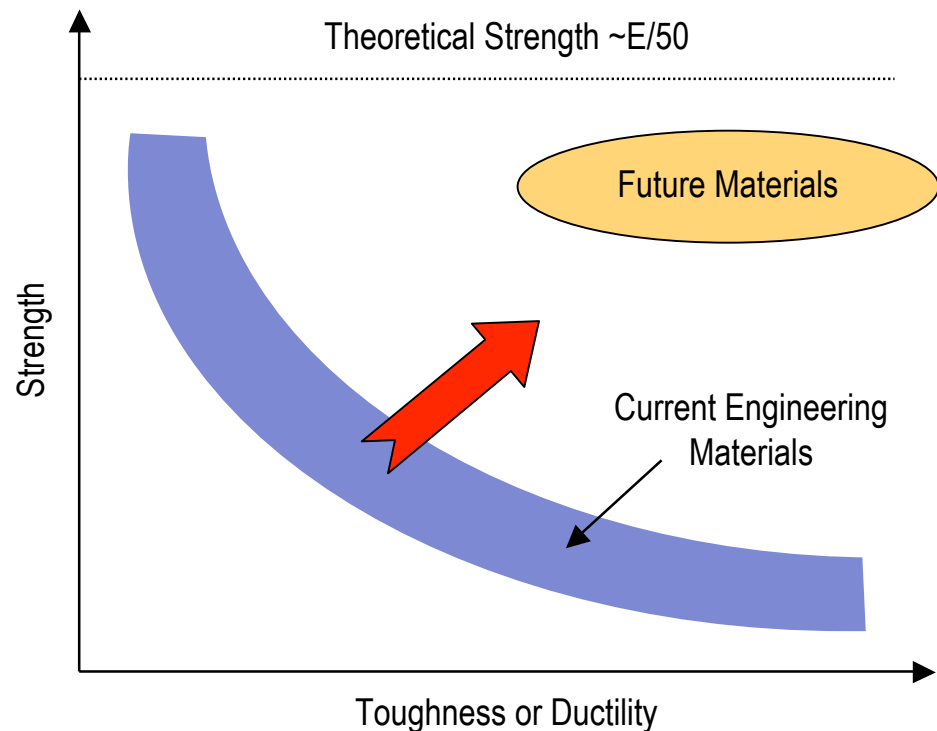 Theoretical Strength ~E/50
Future Materials
Strength
Current Engineering
Materials
Toughness or Ductility